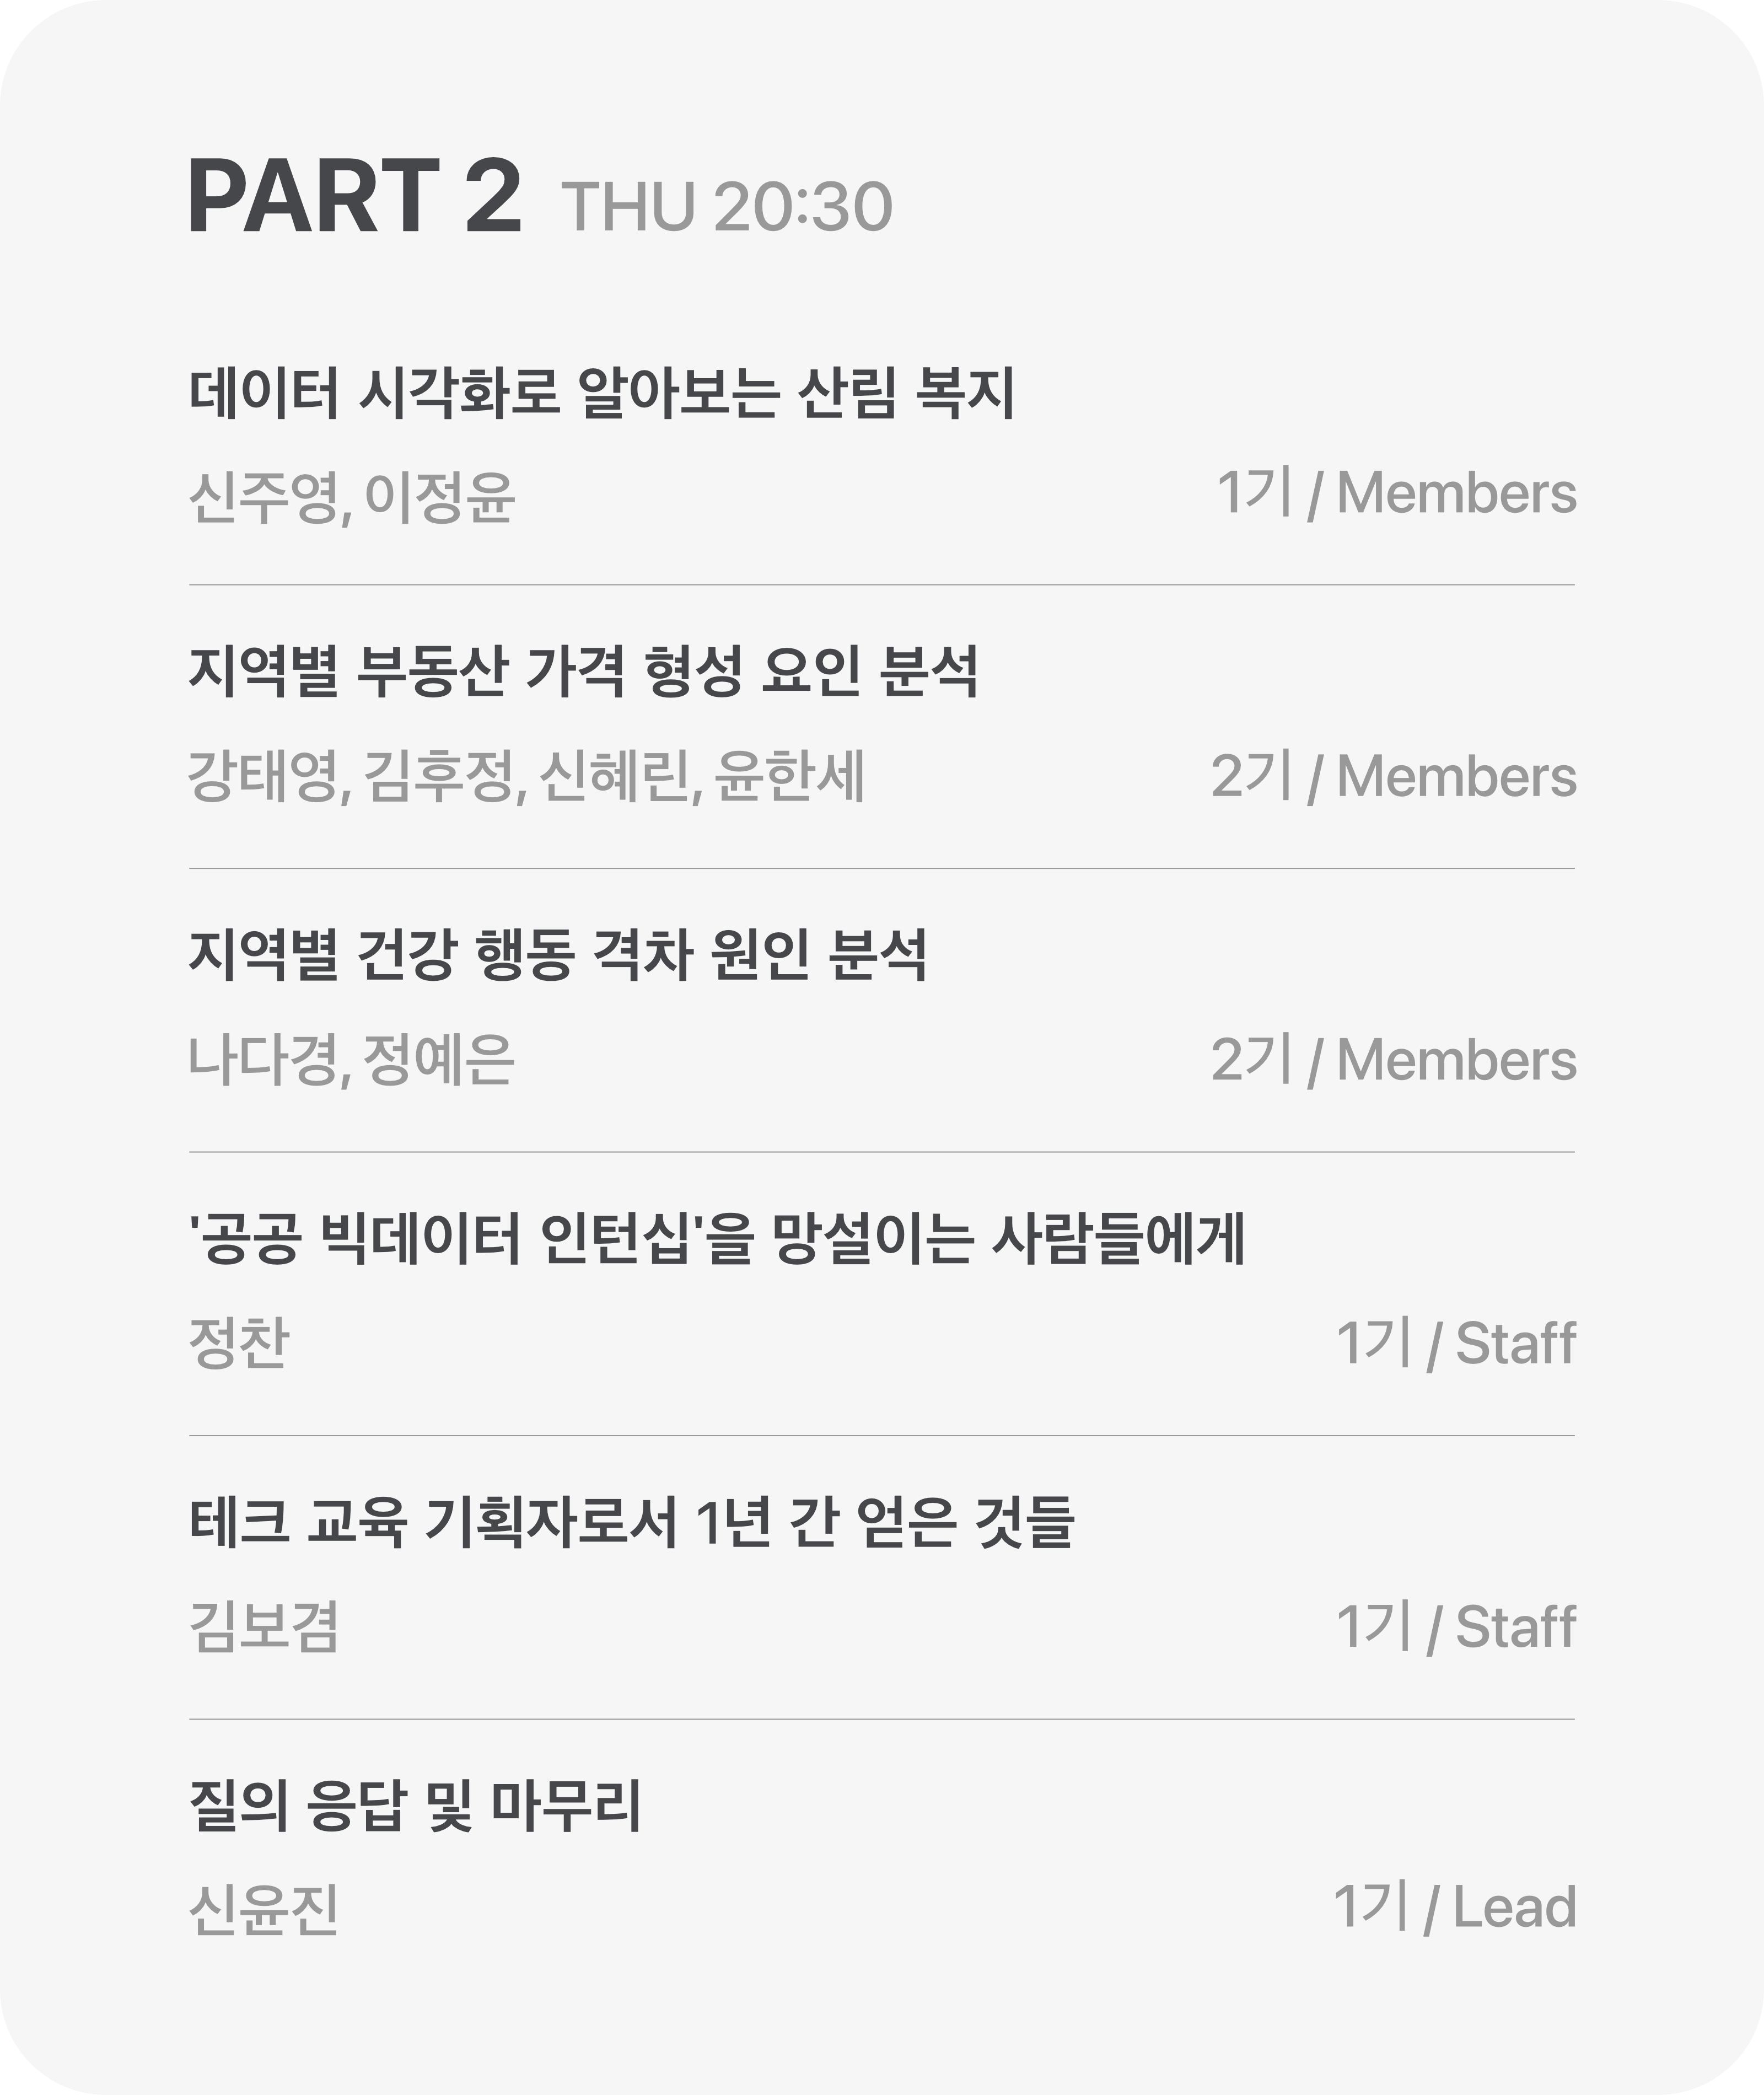 PART 2 THU 20:30
데이터 시각화로 알아보는 산림 복지
신주영, 이정윤 1기 / Members
지역별 부동산 가격 형성 요인 분석
강태영, 김후정, 신혜린, 윤한세 2기 / Members
지역별 건강 행동 격차 원인 분석
나다경, 정예은 2기 / Members
'공공 빅데이터 인턴십'을 망설이는 사람들에게
정찬 1기 / Staff
테크 교육 기획자로서 1년 간 얻은 것들
김보겸 1기 / Staff
질의 응답 및 마무리
신윤진 1기 / Lead